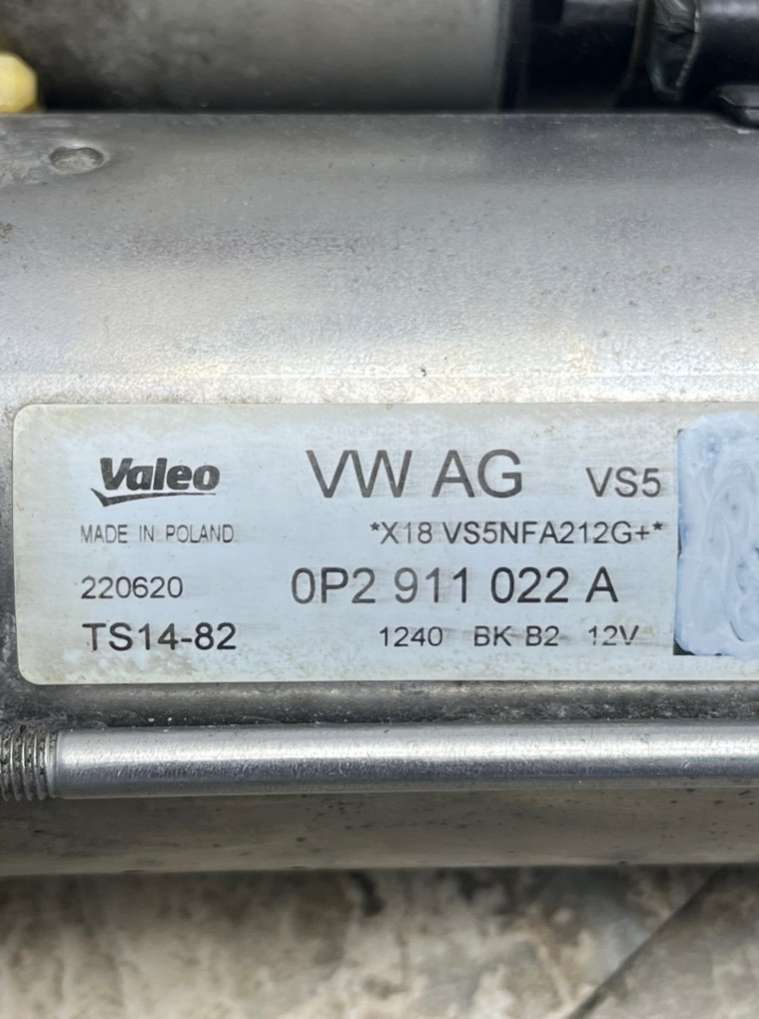 Valeo VW AG VS5
MADE IN POLAND *X18 VS5NFA212G+*
220620 0P2 911 022 A
TS14-82 1240 BK B2 12V